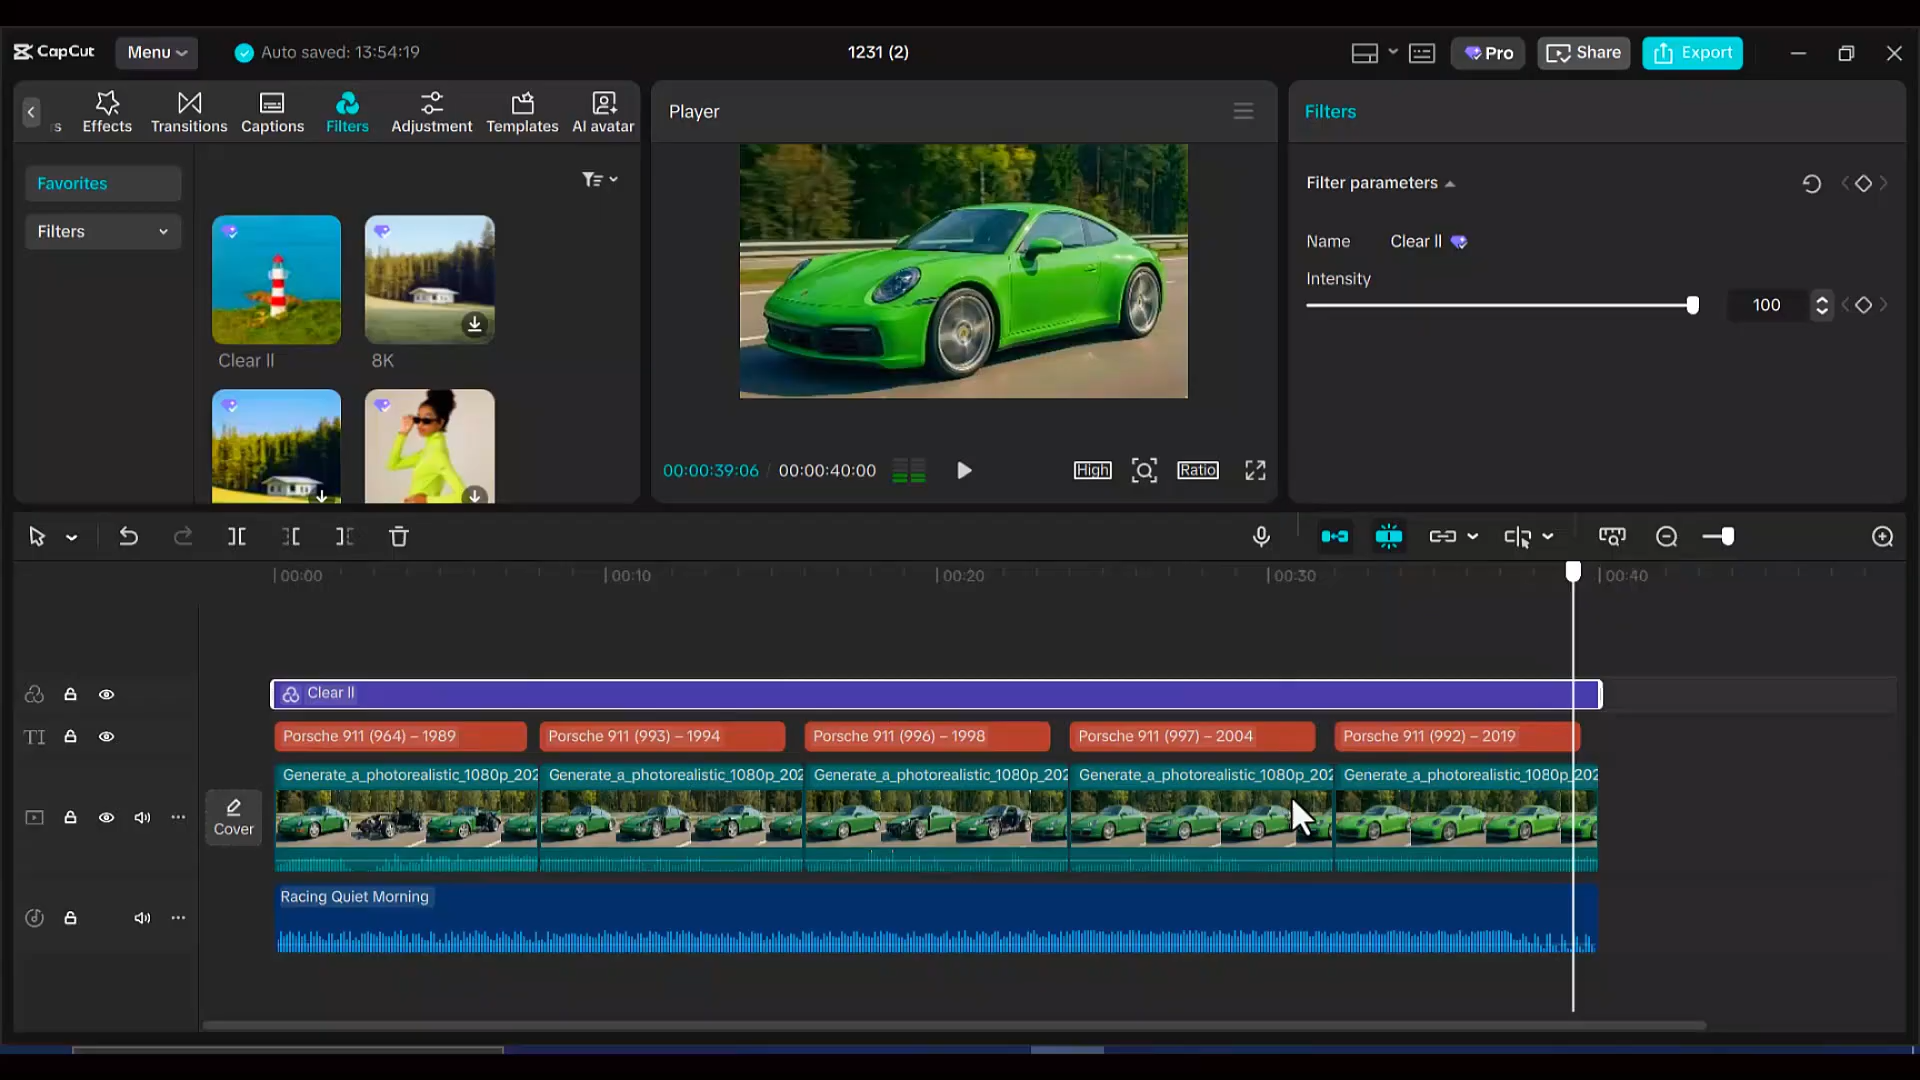 CapCut
Menu
Auto saved: 13:54:19
1231 (2)
Pro
Share
Export
s
Effects
Transitions
Captions
Filters
Adjustment
Templates
AI avatar
Player
Filters
Favorites
Filters
Clear II
8K
Filter parameters
Name
Clear II
Intensity
100
00:00:39:06 / 00:00:40:00
High
Ratio
00:00
00:10
00:20
00:30
00:40
Clear II
TI
Porsche 911 (964) – 1989
Porsche 911 (993) – 1994
Porsche 911 (996) – 1998
Porsche 911 (997) – 2004
Porsche 911 (992) – 2019
Generate_a_photorealistic_1080p_202
Generate_a_photorealistic_1080p_202
Generate_a_photorealistic_1080p_202
Generate_a_photorealistic_1080p_202
Generate_a_photorealistic_1080p_202
Cover
Racing Quiet Morning